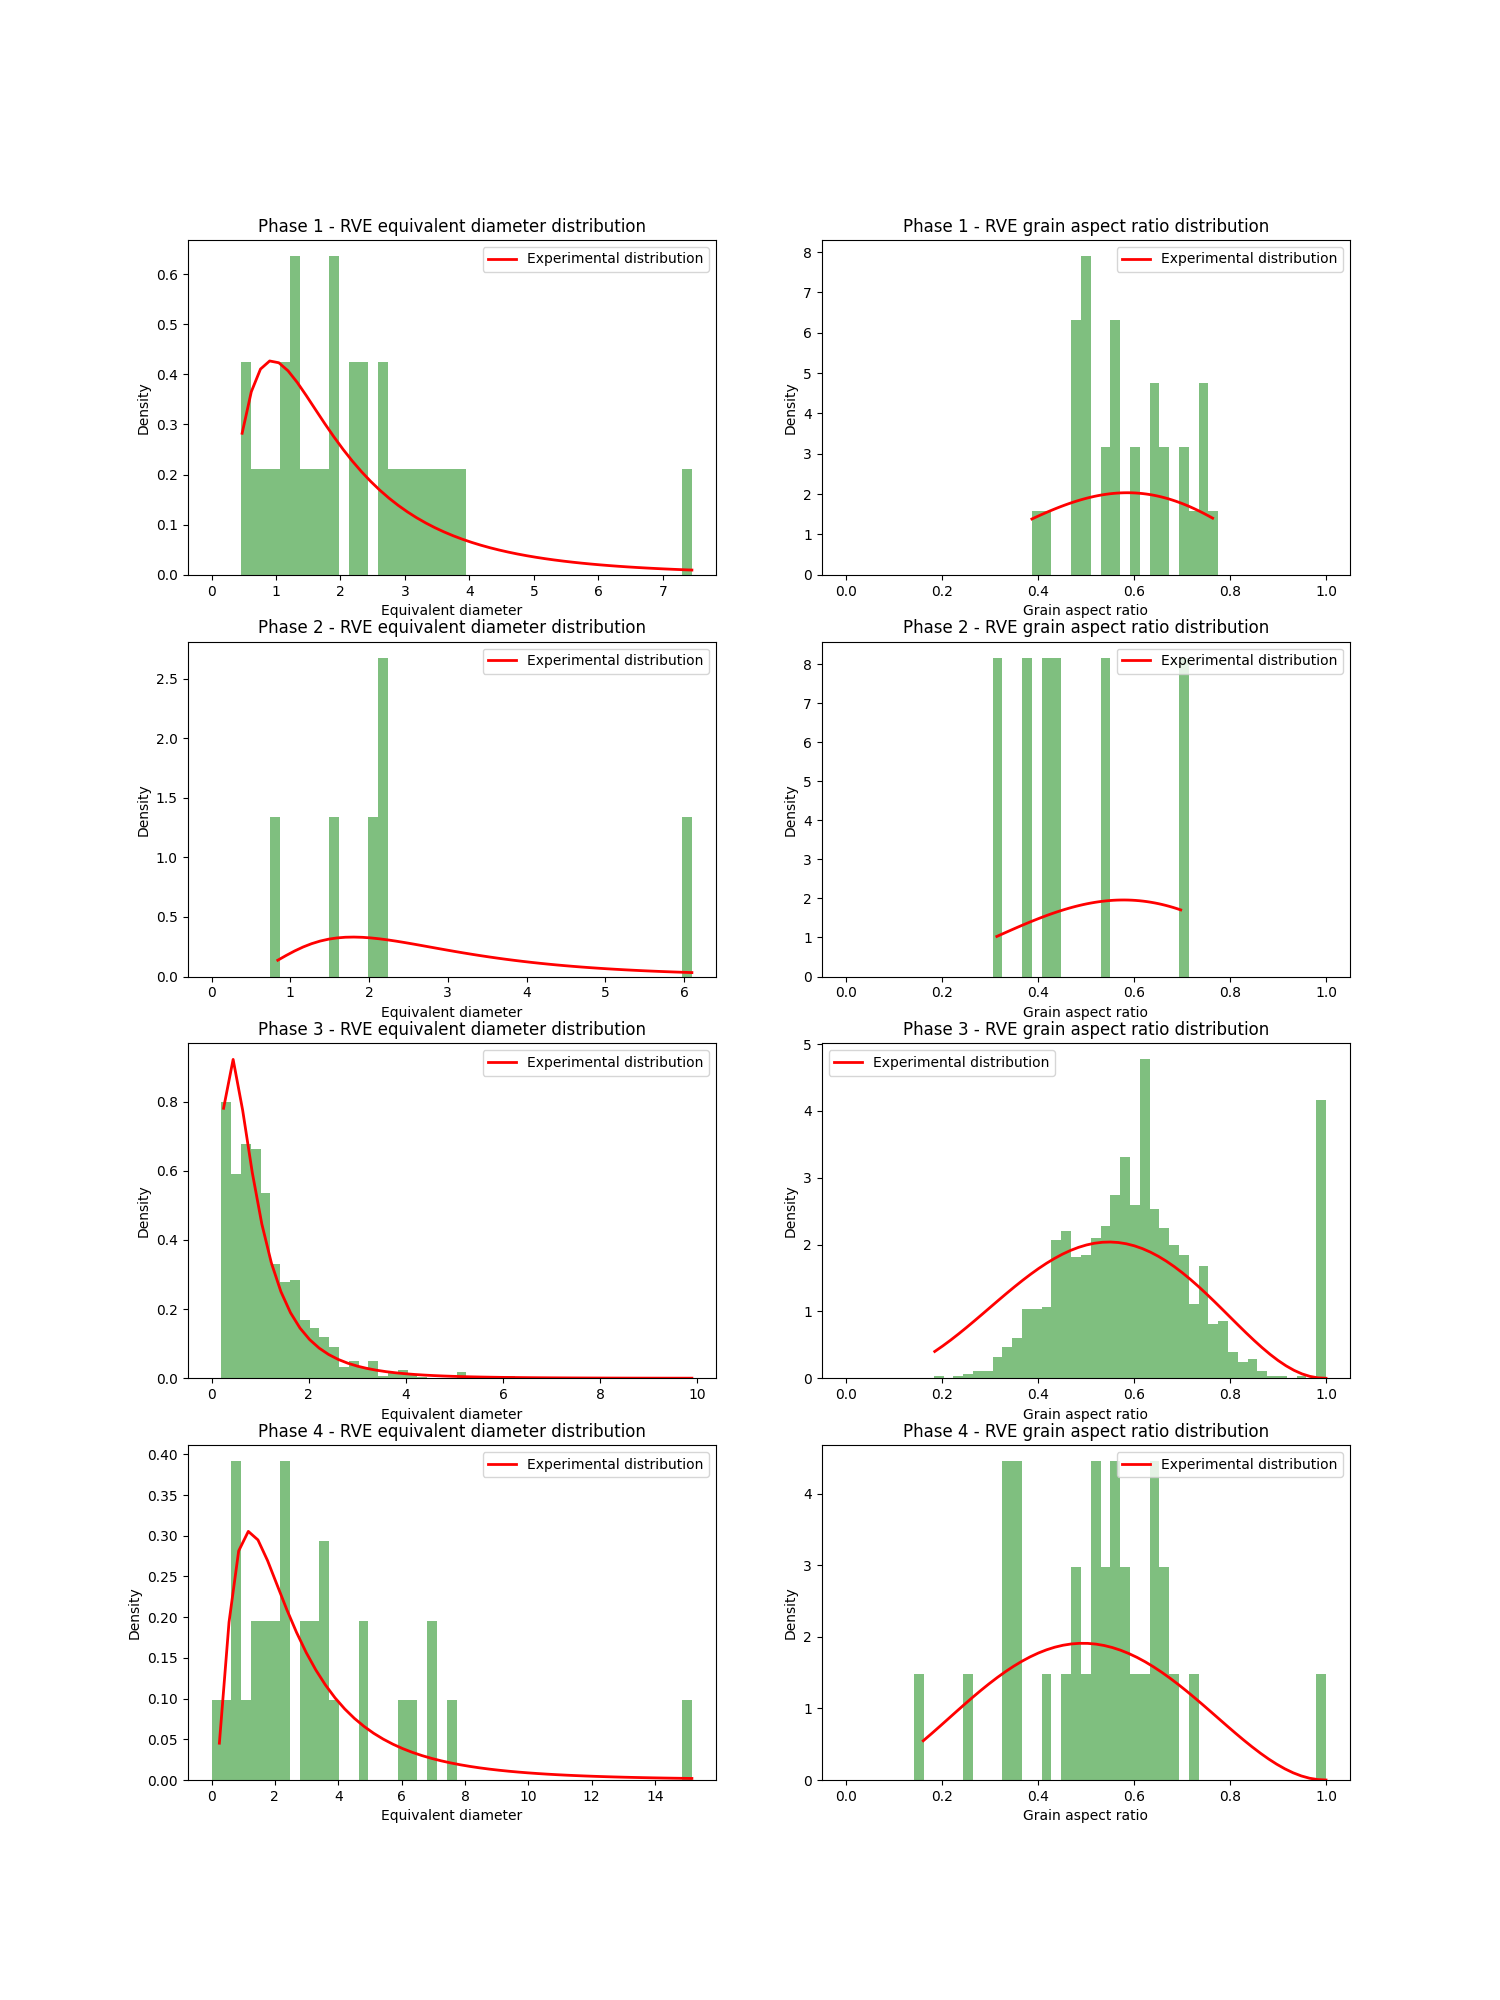 Phase 1 - RVE equivalent diameter distribution
Experimental distribution
0.6
0.5
0.4
0.3
0.2
0.1
0.0
Density
0 1 2 3 4 5 6 7
Equivalent diameter
Phase 1 - RVE grain aspect ratio distribution
Experimental distribution
8
7
6
5
4
3
2
1
0
Density
0.0 0.2 0.4 0.6 0.8 1.0
Grain aspect ratio
Phase 2 - RVE equivalent diameter distribution
Experimental distribution
2.5
2.0
1.5
1.0
0.5
0.0
Density
0 1 2 3 4 5 6
Equivalent diameter
Phase 2 - RVE grain aspect ratio distribution
Experimental distribution
8
7
6
5
4
3
2
1
0
Density
0.0 0.2 0.4 0.6 0.8 1.0
Grain aspect ratio
Phase 3 - RVE equivalent diameter distribution
Experimental distribution
0.8
0.6
0.4
0.2
0.0
Density
0 2 4 6 8 10
Equivalent diameter
Phase 3 - RVE grain aspect ratio distribution
Experimental distribution
5
4
3
2
1
0
Density
0.0 0.2 0.4 0.6 0.8 1.0
Grain aspect ratio
Phase 4 - RVE equivalent diameter distribution
Experimental distribution
0.40
0.35
0.30
0.25
0.20
0.15
0.10
0.05
0.00
Density
0 2 4 6 8 10 12 14
Equivalent diameter
Phase 4 - RVE grain aspect ratio distribution
Experimental distribution
4
3
2
1
0
Density
0.0 0.2 0.4 0.6 0.8 1.0
Grain aspect ratio